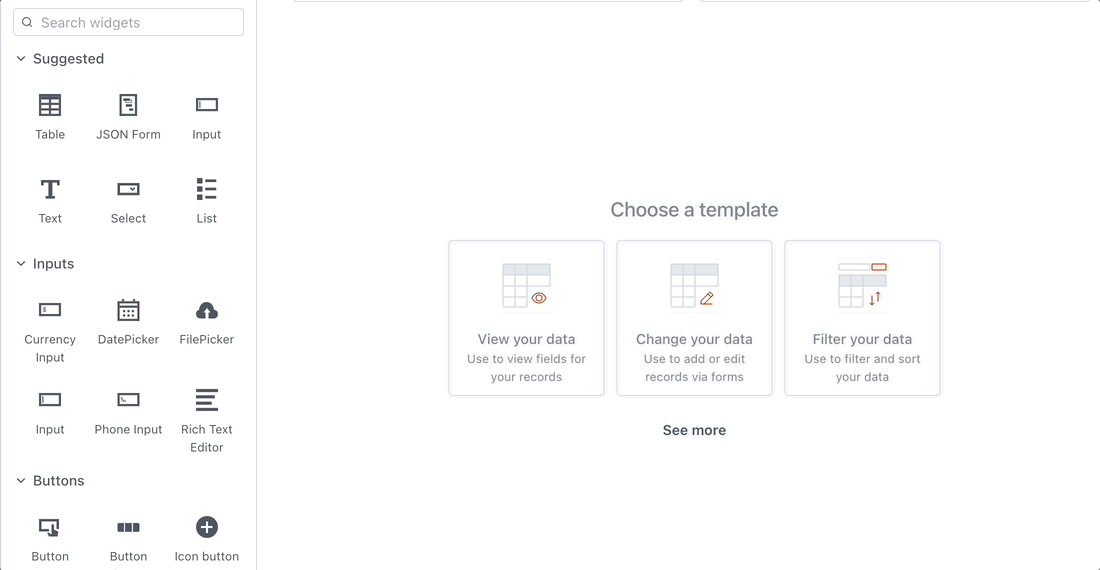 Search widgets
Suggested
Table
JSON Form
Input
Text
Select
List
Inputs
Currency
Input
DatePicker
FilePicker
Input
Phone Input
Rich Text
Editor
Buttons
Button
Button
Icon button
Choose a template
View your data
Use to view fields for
your records
Change your data
Use to add or edit
records via forms
Filter your data
Use to filter and sort
your data
See more